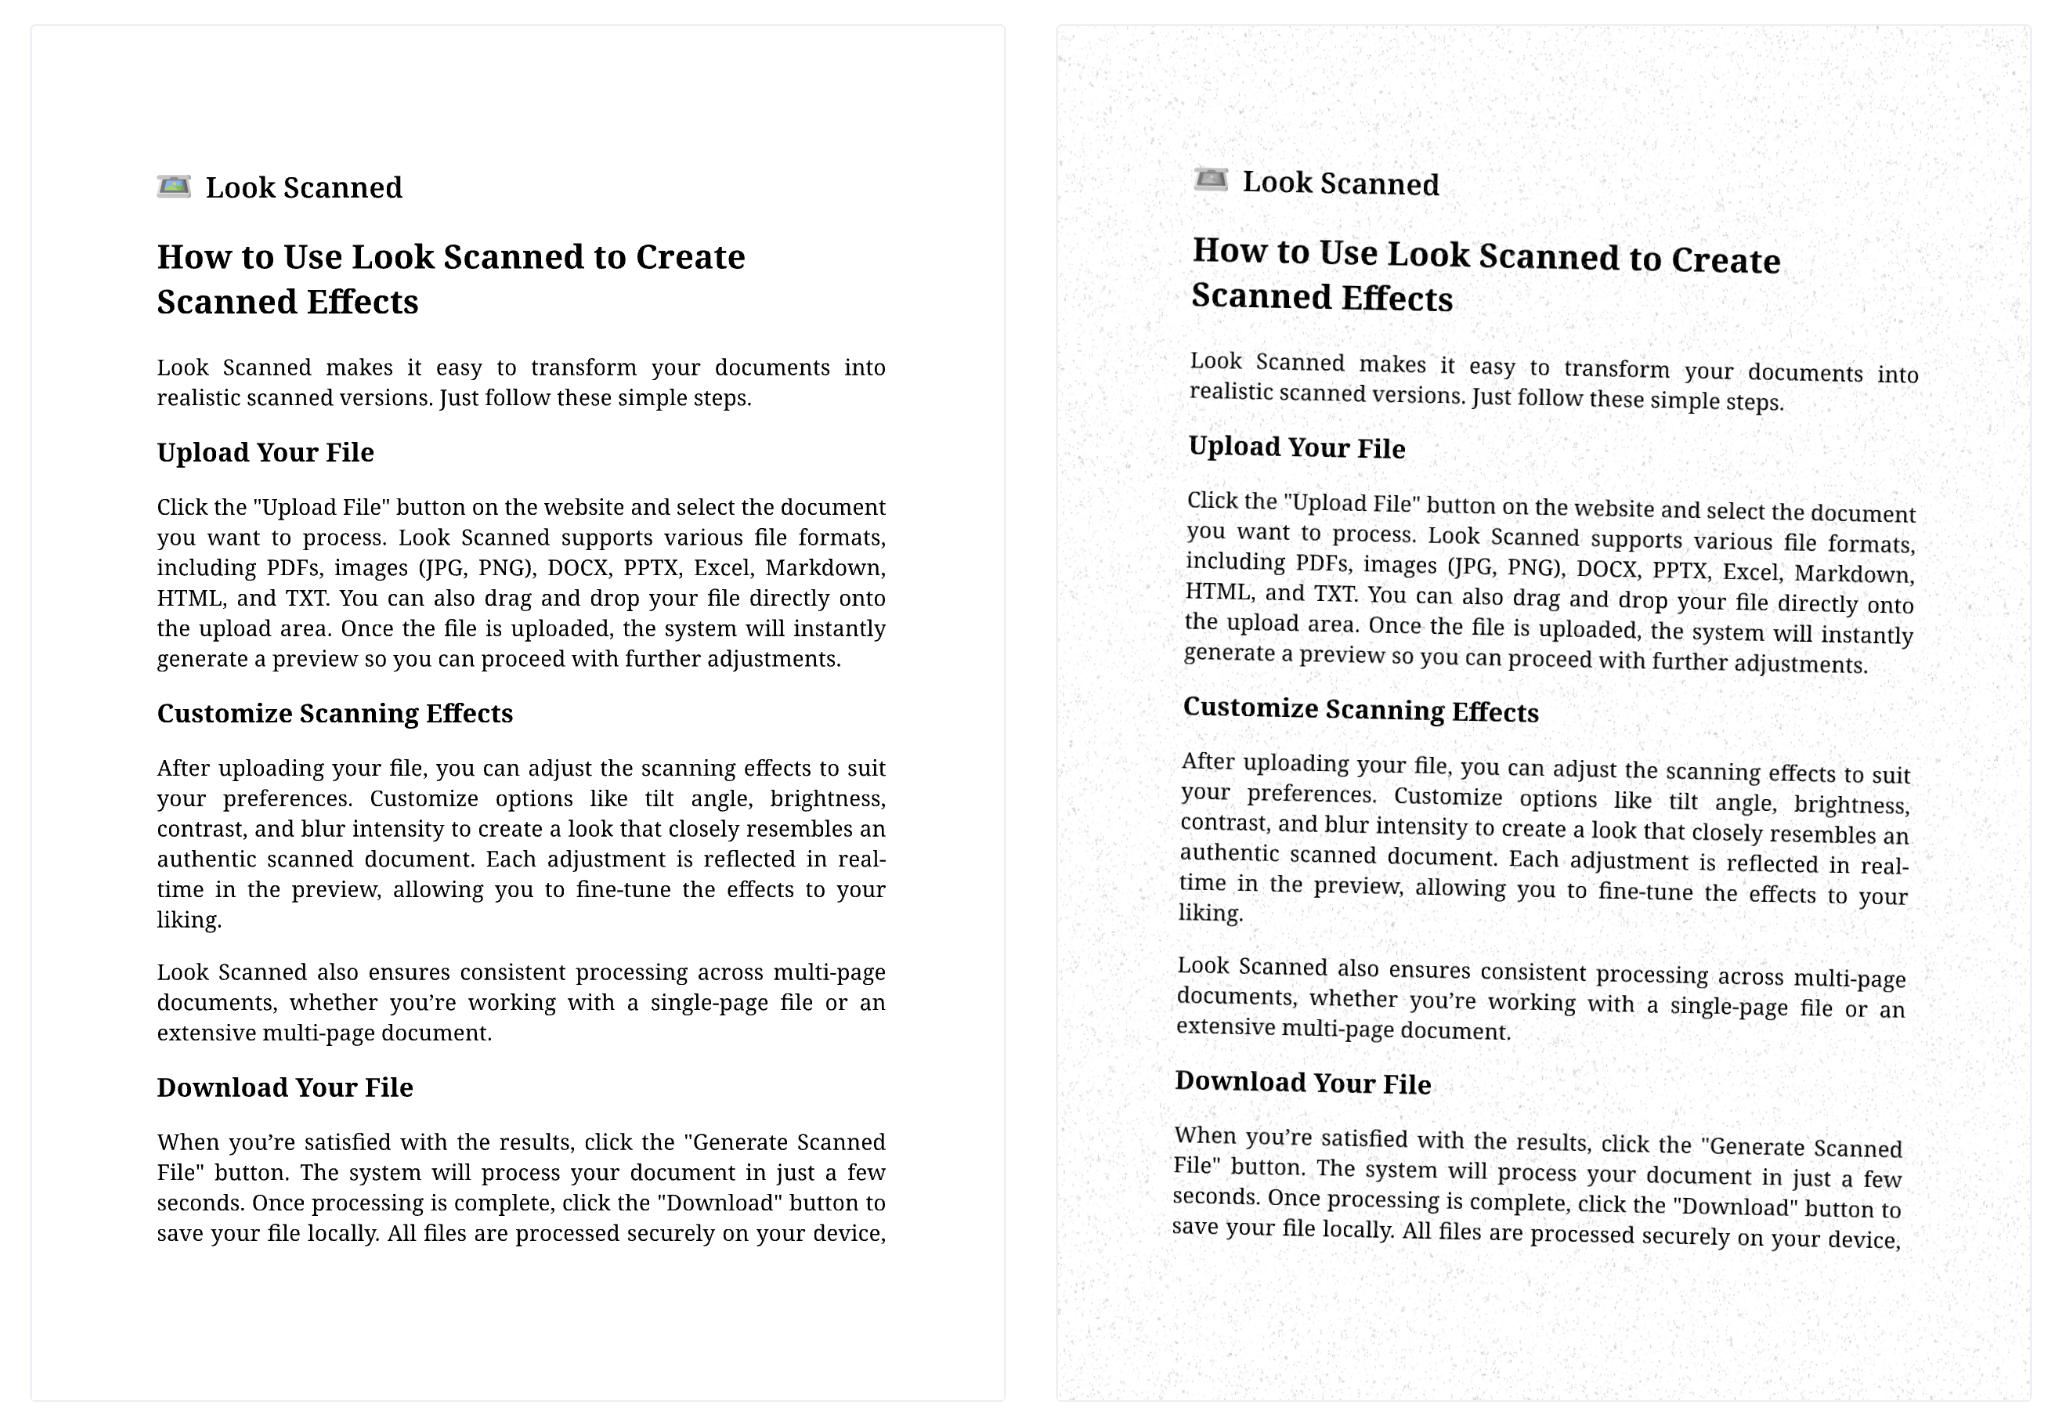 Look Scanned
How to Use Look Scanned to Create
Scanned Effects
Look Scanned makes it easy to transform your documents into
realistic scanned versions. Just follow these simple steps.
Upload Your File
Click the "Upload File" button on the website and select the document
you want to process. Look Scanned supports various file formats,
including PDFs, images (JPG, PNG), DOCX, PPTX, Excel, Markdown,
HTML, and TXT. You can also drag and drop your file directly onto
the upload area. Once the file is uploaded, the system will instantly
generate a preview so you can proceed with further adjustments.
Customize Scanning Effects
After uploading your file, you can adjust the scanning effects to suit
your preferences. Customize options like tilt angle, brightness,
contrast, and blur intensity to create a look that closely resembles an
authentic scanned document. Each adjustment is reflected in real-
time in the preview, allowing you to fine-tune the effects to your
liking.
Look Scanned also ensures consistent processing across multi-page
documents, whether you’re working with a single-page file or an
extensive multi-page document.
Download Your File
When you’re satisfied with the results, click the "Generate Scanned
File" button. The system will process your document in just a few
seconds. Once processing is complete, click the "Download" button to
save your file locally. All files are processed securely on your device,
Look Scanned
How to Use Look Scanned to Create
Scanned Effects
Look Scanned makes it easy to transform your documents into
realistic scanned versions. Just follow these simple steps.
Upload Your File
Click the "Upload File" button on the website and select the document
you want to process. Look Scanned supports various file formats,
including PDFs, images (JPG, PNG), DOCX, PPTX, Excel, Markdown,
HTML, and TXT. You can also drag and drop your file directly onto
the upload area. Once the file is uploaded, the system will instantly
generate a preview so you can proceed with further adjustments.
Customize Scanning Effects
After uploading your file, you can adjust the scanning effects to suit
your preferences. Customize options like tilt angle, brightness,
contrast, and blur intensity to create a look that closely resembles an
authentic scanned document. Each adjustment is reflected in real-
time in the preview, allowing you to fine-tune the effects to your
liking.
Look Scanned also ensures consistent processing across multi-page
documents, whether you’re working with a single-page file or an
extensive multi-page document.
Download Your File
When you’re satisfied with the results, click the "Generate Scanned
File" button. The system will process your document in just a few
seconds. Once processing is complete, click the "Download" button to
save your file locally. All files are processed securely on your device,